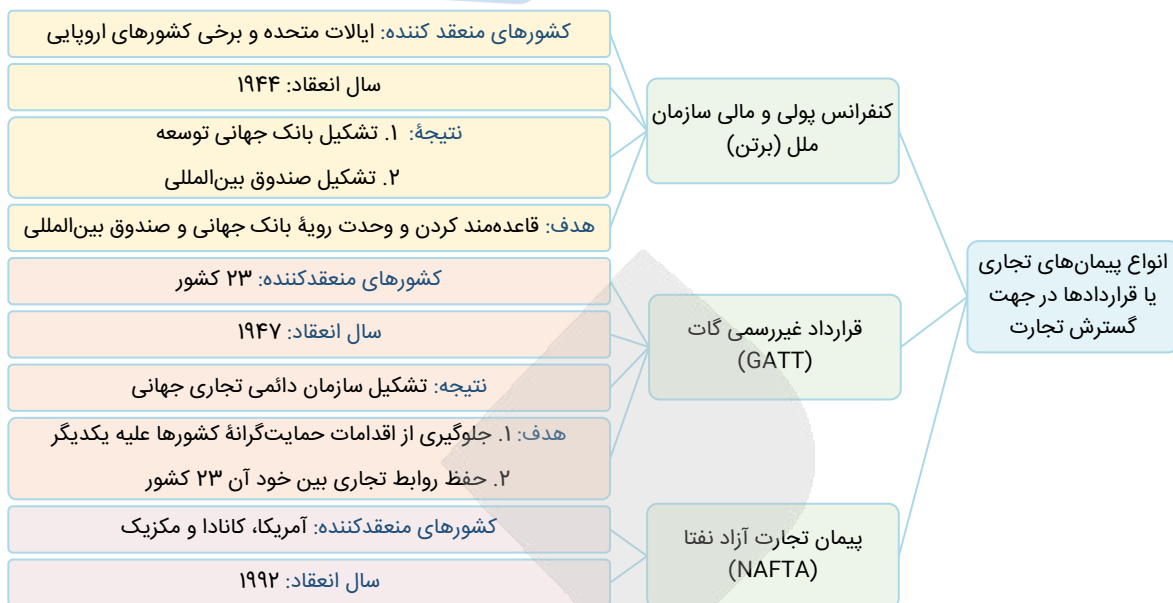 انواع پیمان‌های تجاری
یا قراردادها در جهت
گسترش تجارت
کنفرانس پولی و مالی سازمان
ملل (برتن)
کشورهای منعقد کننده: ایالات متحده و برخی کشورهای اروپایی
سال انعقاد: ۱۹۴۴
نتیجۀ: ۱. تشکیل بانک جهانی توسعه
۲. تشکیل صندوق بین‌المللی
هدف: قاعده‌مند کردن و وحدت رویۀ بانک جهانی و صندوق بین‌المللی
قرارداد غیررسمی گات
(GATT)
کشورهای منعقدکننده: ۲۳ کشور
سال انعقاد: ۱۹۴۷
نتیجه: تشکیل سازمان دائمی تجاری جهانی
هدف: ۱. جلوگیری از اقدامات حمایت‌گرانۀ کشورها علیه یکدیگر
۲. حفظ روابط تجاری بین خود آن ۲۳ کشور
پیمان تجارت آزاد نفتا
(NAFTA)
کشورهای منعقدکننده: آمریکا، کانادا و مکزیک
سال انعقاد: ۱۹۹۲